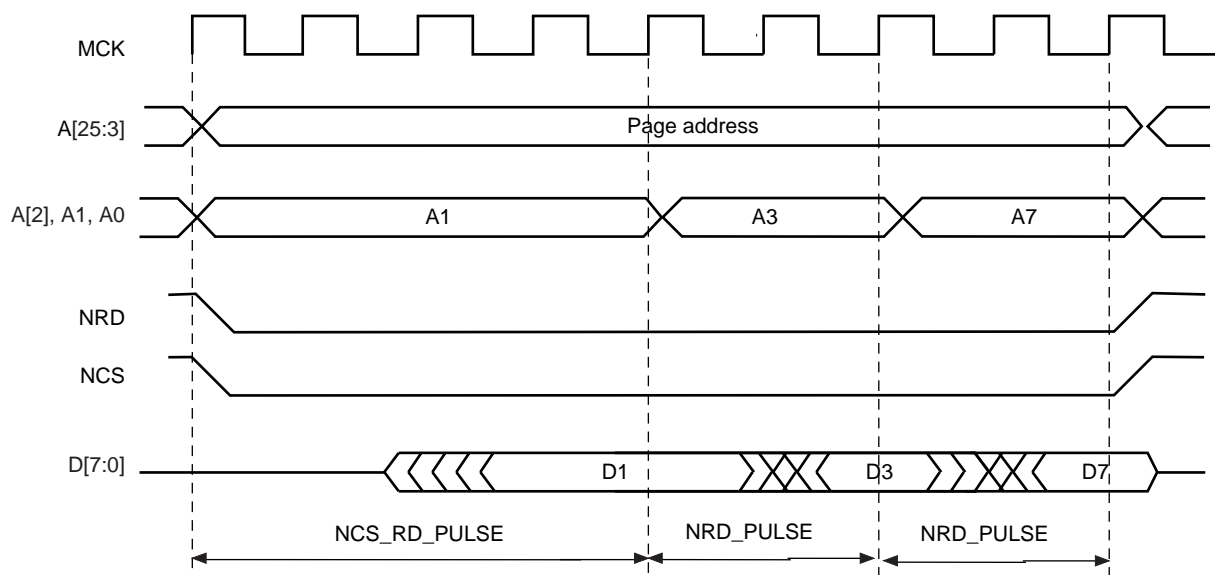 MCK
A[25:3]
Page address
A[2], A1, A0
A1
A3
A7
NRD
NCS
D[7:0]
D1
D3
D7
NCS_RD_PULSE
NRD_PULSE
NRD_PULSE